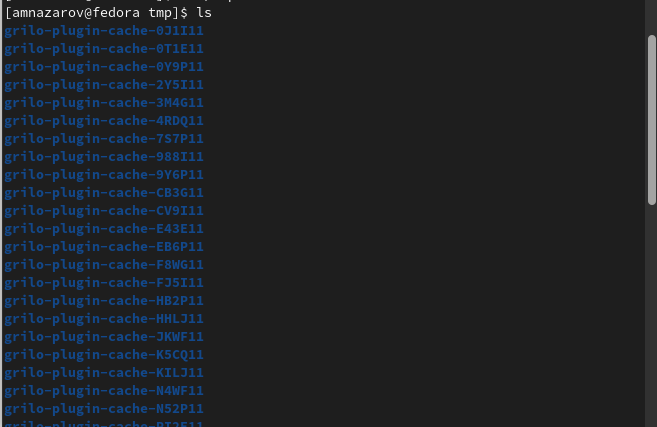 [amnazarov@fedora tmp]$ ls
grilo-plugin-cache-0J1I11
grilo-plugin-cache-0T1E11
grilo-plugin-cache-0Y9P11
grilo-plugin-cache-2Y5I11
grilo-plugin-cache-3M4G11
grilo-plugin-cache-4RDQ11
grilo-plugin-cache-7S7P11
grilo-plugin-cache-988I11
grilo-plugin-cache-9Y6P11
grilo-plugin-cache-CB3G11
grilo-plugin-cache-CV9I11
grilo-plugin-cache-E43E11
grilo-plugin-cache-EB6P11
grilo-plugin-cache-F8WG11
grilo-plugin-cache-FJ5I11
grilo-plugin-cache-HB2P11
grilo-plugin-cache-HHLJ11
grilo-plugin-cache-JKWF11
grilo-plugin-cache-K5CQ11
grilo-plugin-cache-KILJ11
grilo-plugin-cache-N4WF11
grilo-plugin-cache-N52P11